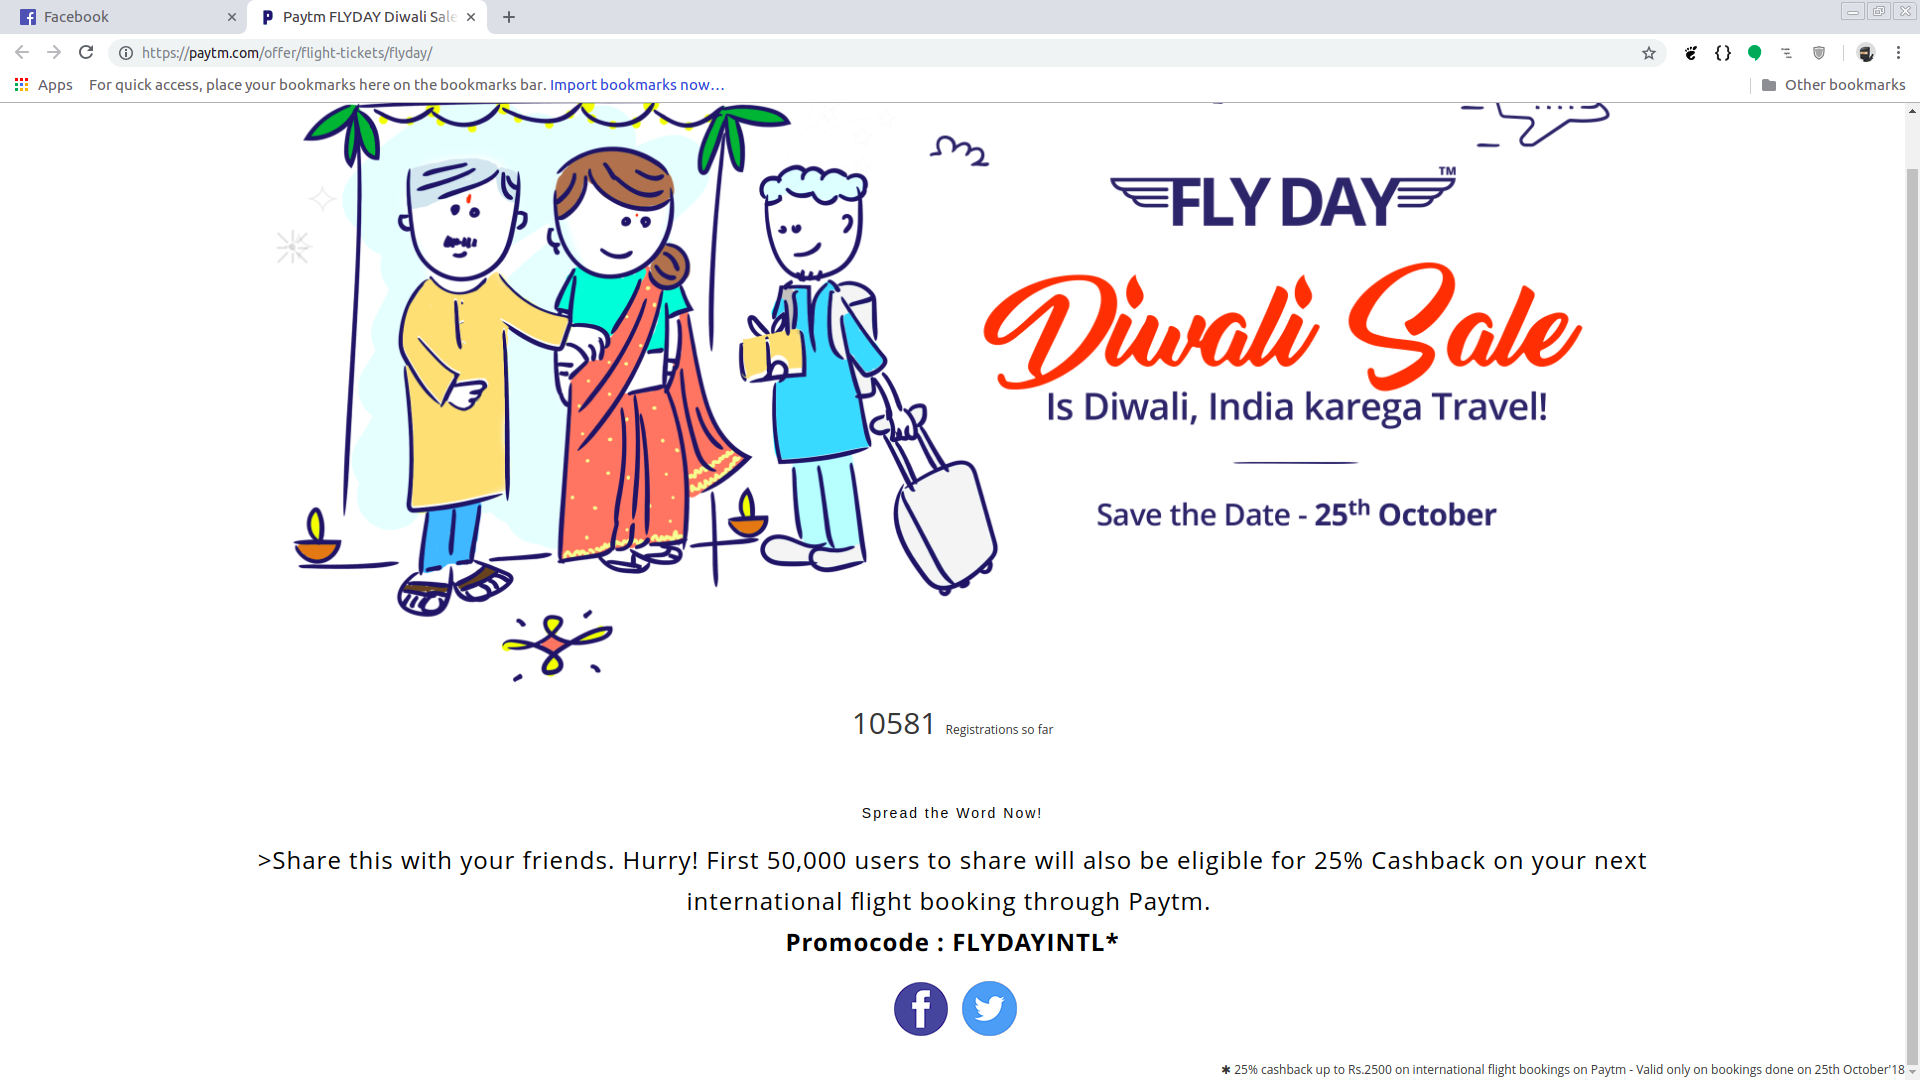 Facebook
Paytm FLYDAY Diwali Sale
https://paytm.com/offer/flight-tickets/flyday/
Apps
For quick access, place your bookmarks here on the bookmarks bar. Import bookmarks now…
Other bookmarks
FLY DAY™
Diwali Sale
Is Diwali, India karega Travel!
Save the Date - 25th October
10581 Registrations so far
Spread the Word Now!
>Share this with your friends. Hurry! First 50,000 users to share will also be eligible for 25% Cashback on your next
international flight booking through Paytm.
Promocode : FLYDAYINTL*
✱ 25% cashback up to Rs.2500 on international flight bookings on Paytm - Valid only on bookings done on 25th October'18